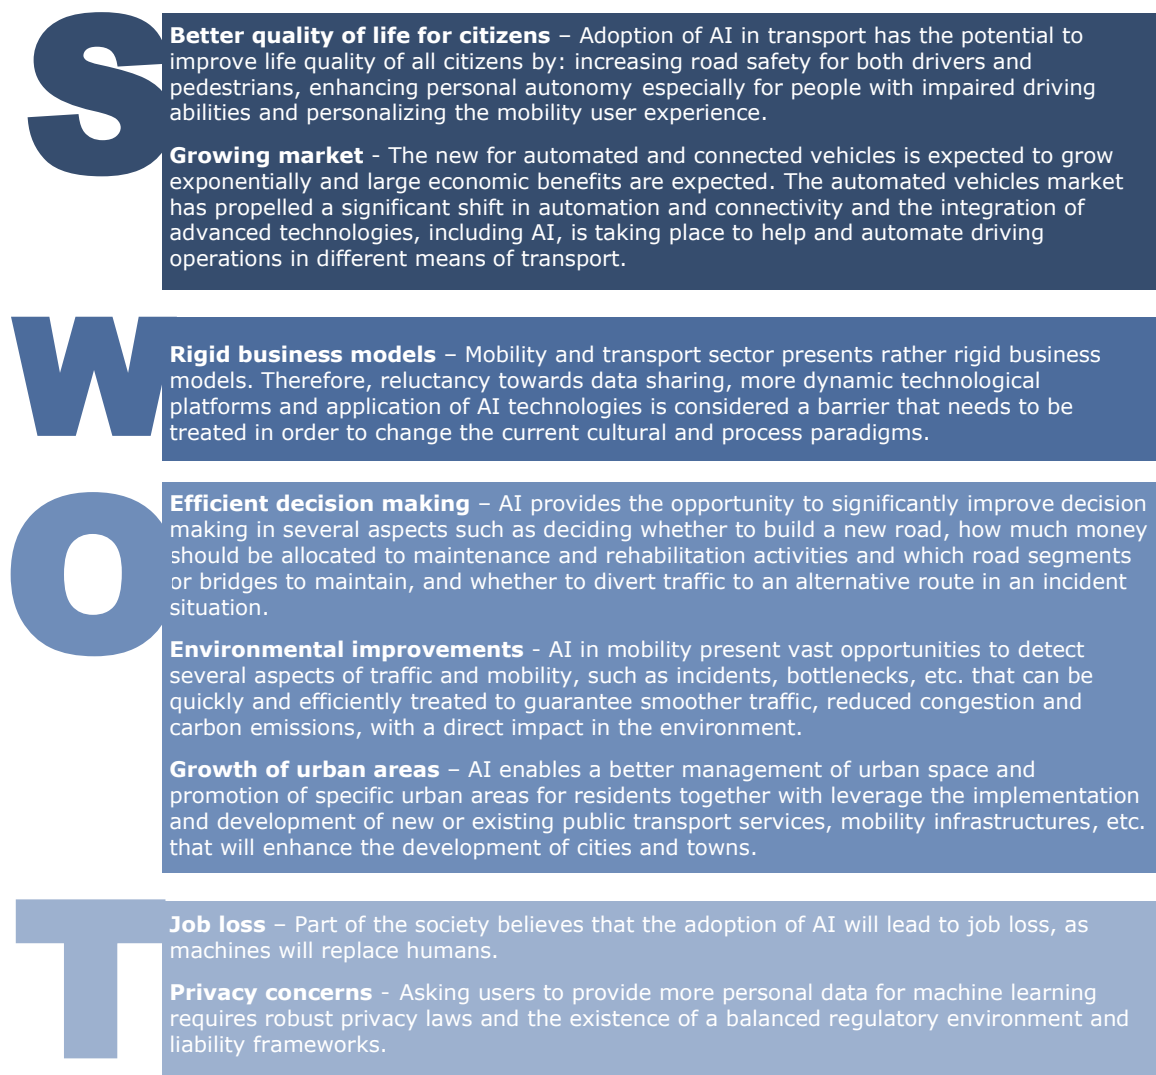 S
Better quality of life for citizens – Adoption of AI in transport has the potential to
improve life quality of all citizens by: increasing road safety for both drivers and
pedestrians, enhancing personal autonomy especially for people with impaired driving
abilities and personalizing the mobility user experience.
Growing market - The new for automated and connected vehicles is expected to grow
exponentially and large economic benefits are expected. The automated vehicles market
has propelled a significant shift in automation and connectivity and the integration of
advanced technologies, including AI, is taking place to help and automate driving
operations in different means of transport.
W
Rigid business models – Mobility and transport sector presents rather rigid business
models. Therefore, reluctancy towards data sharing, more dynamic technological
platforms and application of AI technologies is considered a barrier that needs to be
treated in order to change the current cultural and process paradigms.
O
Efficient decision making – AI provides the opportunity to significantly improve decision
making in several aspects such as deciding whether to build a new road, how much money
should be allocated to maintenance and rehabilitation activities and which road segments
or bridges to maintain, and whether to divert traffic to an alternative route in an incident
situation.
Environmental improvements - AI in mobility present vast opportunities to detect
several aspects of traffic and mobility, such as incidents, bottlenecks, etc. that can be
quickly and efficiently treated to guarantee smoother traffic, reduced congestion and
carbon emissions, with a direct impact in the environment.
Growth of urban areas – AI enables a better management of urban space and
promotion of specific urban areas for residents together with leverage the implementation
and development of new or existing public transport services, mobility infrastructures, etc.
that will enhance the development of cities and towns.
T
Job loss – Part of the society believes that the adoption of AI will lead to job loss, as
machines will replace humans.
Privacy concerns - Asking users to provide more personal data for machine learning
requires robust privacy laws and the existence of a balanced regulatory environment and
liability frameworks.